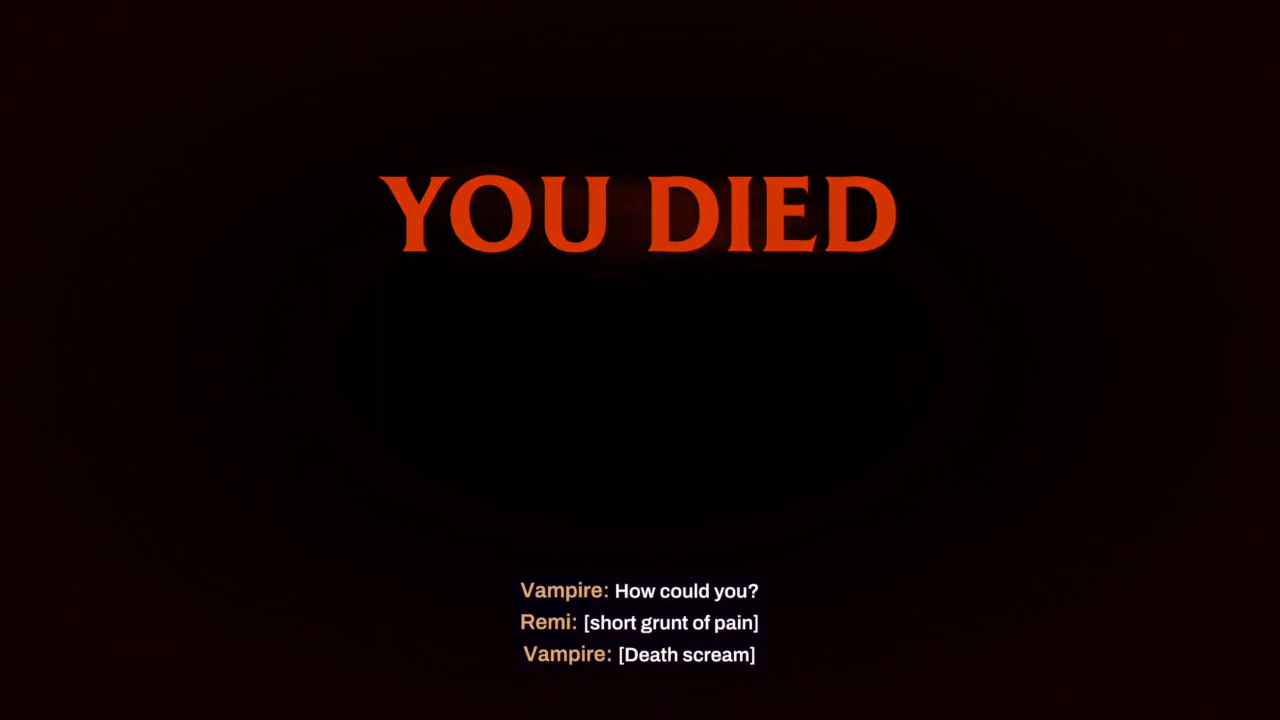 YOU DIED
Vampire: How could you?
Remi: [short grunt of pain]
Vampire: [Death scream]